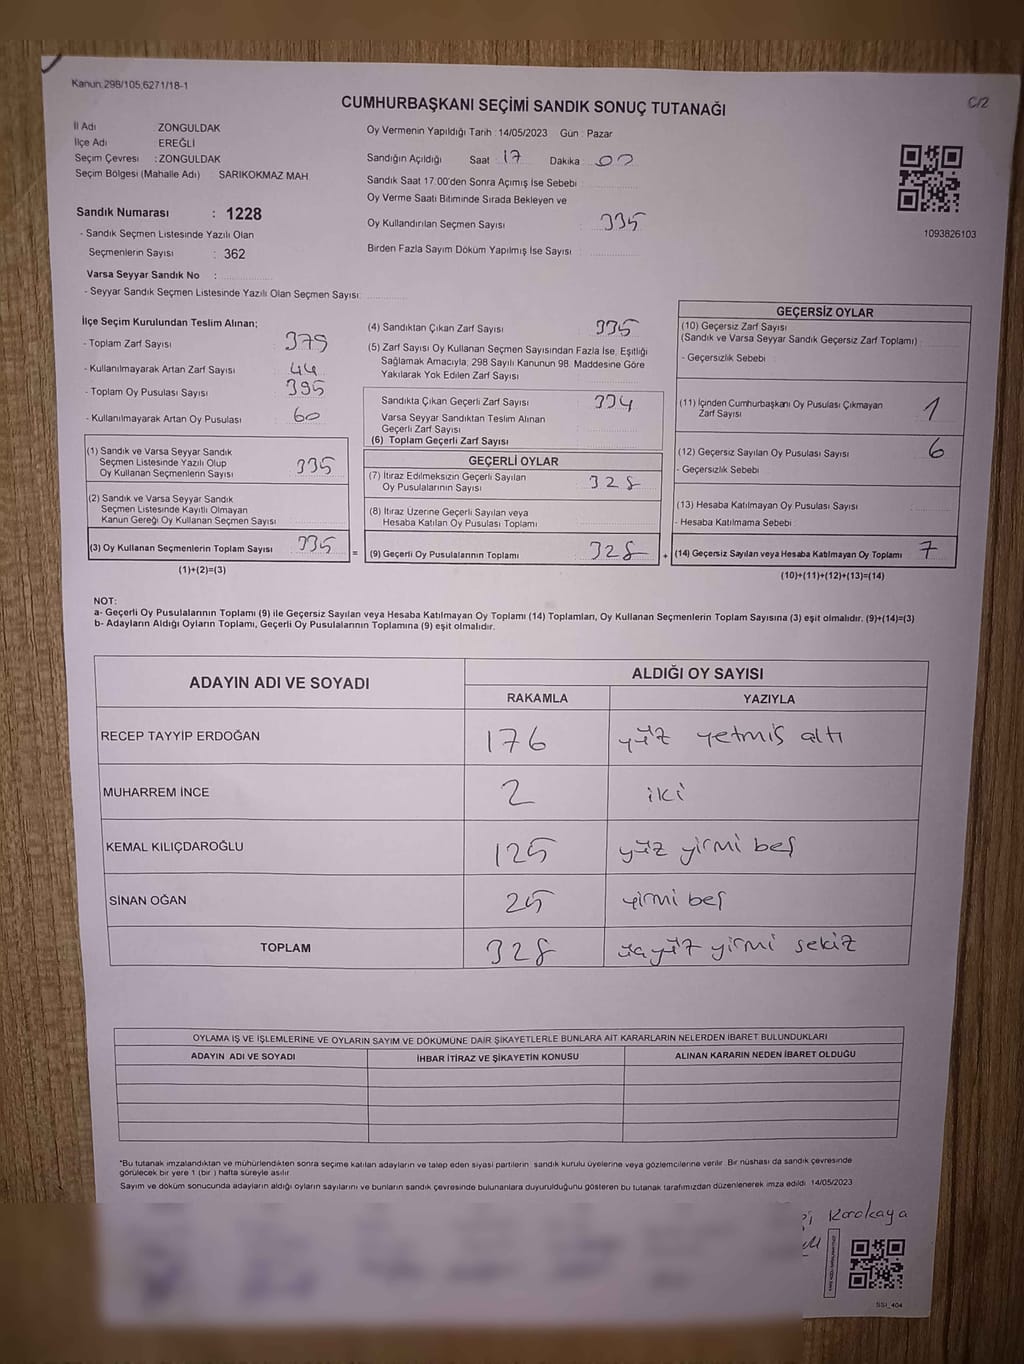 Kanun:298/105,6271/18-1
C/2
CUMHURBAŞKANI SEÇİMİ SANDIK SONUÇ TUTANAĞI
İl Adı ZONGULDAK
İlçe Adı EREĞLİ
Seçim Çevresi : ZONGULDAK
Seçim Bölgesi (Mahalle Adı) SARIKOKMAZ MAH
Sandık Numarası : 1228
- Sandık Seçmen Listesinde Yazılı Olan
Seçmenlerin Sayısı : 362
Varsa Seyyar Sandık No :
- Seyyar Sandık Seçmen Listesinde Yazılı Olan Seçmen Sayısı:
Oy Vermenin Yapıldığı Tarih : 14/05/2023 Gün : Pazar
Sandığın Açıldığı Saat 17 Dakika 00
Sandık Saat 17.00'den Sonra Açımış İse Sebebi
Oy Verme Saati Bitiminde Sırada Bekleyen ve
Oy Kullandırılan Seçmen Sayısı : 335
Birden Fazla Sayım Döküm Yapılmış İse Sayısı :
1093826103
İlçe Seçim Kurulundan Teslim Alınan;
- Toplam Zarf Sayısı : 379
- Kullanılmayarak Artan Zarf Sayısı : 44
- Toplam Oy Pusulası Sayısı : 395
- Kullanılmayarak Artan Oy Pusulası : 60
(1) Sandık ve Varsa Seyyar Sandık
Seçmen Listesinde Yazılı Olup
Oy Kullanan Seçmenlerin Sayısı : 335
(2) Sandık ve Varsa Seyyar Sandık
Seçmen Listesinde Kayıtlı Olmayan
Kanun Gereği Oy Kullanan Seçmen Sayısı :
(3) Oy Kullanan Seçmenlerin Toplam Sayısı : 335
(1)+(2)=(3)
(4) Sandıktan Çıkan Zarf Sayısı : 335
(5) Zarf Sayısı Oy Kullanan Seçmen Sayısından Fazla İse, Eşitliği
Sağlamak Amacıyla, 298 Sayılı Kanunun 98. Maddesine Göre
Yakılarak Yok Edilen Zarf Sayısı :
Sandıkta Çıkan Geçerli Zarf Sayısı : 334
Varsa Seyyar Sandıktan Teslim Alınan
Geçerli Zarf Sayısı :
(6) Toplam Geçerli Zarf Sayısı
GEÇERLİ OYLAR
(7) İtiraz Edilmeksizin Geçerli Sayılan
Oy Pusulalarının Sayısı : 328
(8) İtiraz Üzerine Geçerli Sayılan veya
Hesaba Katılan Oy Pusulası Toplamı :
= (9) Geçerli Oy Pusulalarının Toplamı : 328 +
GEÇERSİZ OYLAR
(10) Geçersiz Zarf Sayısı
(Sandık ve Varsa Seyyar Sandık Geçersiz Zarf Toplamı) :
- Geçersizlik Sebebi
(11) İçinden Cumhurbaşkanı Oy Pusulası Çıkmayan
Zarf Sayısı : 1
(12) Geçersiz Sayılan Oy Pusulası Sayısı : 6
- Geçersizlik Sebebi
(13) Hesaba Katılmayan Oy Pusulası Sayısı :
- Hesaba Katılmama Sebebi :
(14) Geçersiz Sayılan veya Hesaba Katılmayan Oy Toplamı : 7
(10)+(11)+(12)+(13)=(14)
NOT:
a- Geçerli Oy Pusulalarının Toplamı (9) ile Geçersiz Sayılan veya Hesaba Katılmayan Oy Toplamı (14) Toplamları, Oy Kullanan Seçmenlerin Toplam Sayısına (3) eşit olmalıdır. (9)+(14)=(3)
b- Adayların Aldığı Oyların Toplamı, Geçerli Oy Pusulalarının Toplamına (9) eşit olmalıdır.
ADAYIN ADI VE SOYADI
ALDIĞI OY SAYISI
RAKAMLA YAZIYLA
RECEP TAYYİP ERDOĞAN 176 yüz yetmiş altı
MUHARREM İNCE 2 iki
KEMAL KILIÇDAROĞLU 125 yüz yirmi beş
SİNAN OĞAN 25 yirmi beş
TOPLAM 328 üçyüz yirmi sekiz
OYLAMA İŞ VE İŞLEMLERİNE VE OYLARIN SAYIM VE DÖKÜMÜNE DAİR ŞİKAYETLERLE BUNLARA AİT KARARLARIN NELERDEN İBARET BULUNDUKLARI
ADAYIN ADI VE SOYADI İHBAR İTİRAZ VE ŞİKAYETİN KONUSU ALINAN KARARIN NEDEN İBARET OLDUĞU
*Bu tutanak imzalandıktan ve mühürlendikten sonra seçime katılan adayların ve talep eden siyasi partilerin sandık kurulu üyelerine veya gözlemcilerine verilir. Bir nüshası da sandık çevresinde
görülecek bir yere 1 (bir ) hafta süreyle asılır.
Sayım ve döküm sonucunda adayların aldığı oyların sayılarını ve bunların sandık çevresinde bulunanlara duyurulduğunu gösteren bu tutanak tarafımızdan düzenlenerek imza edildi. 14/05/2023
Karakaya
SSI_404